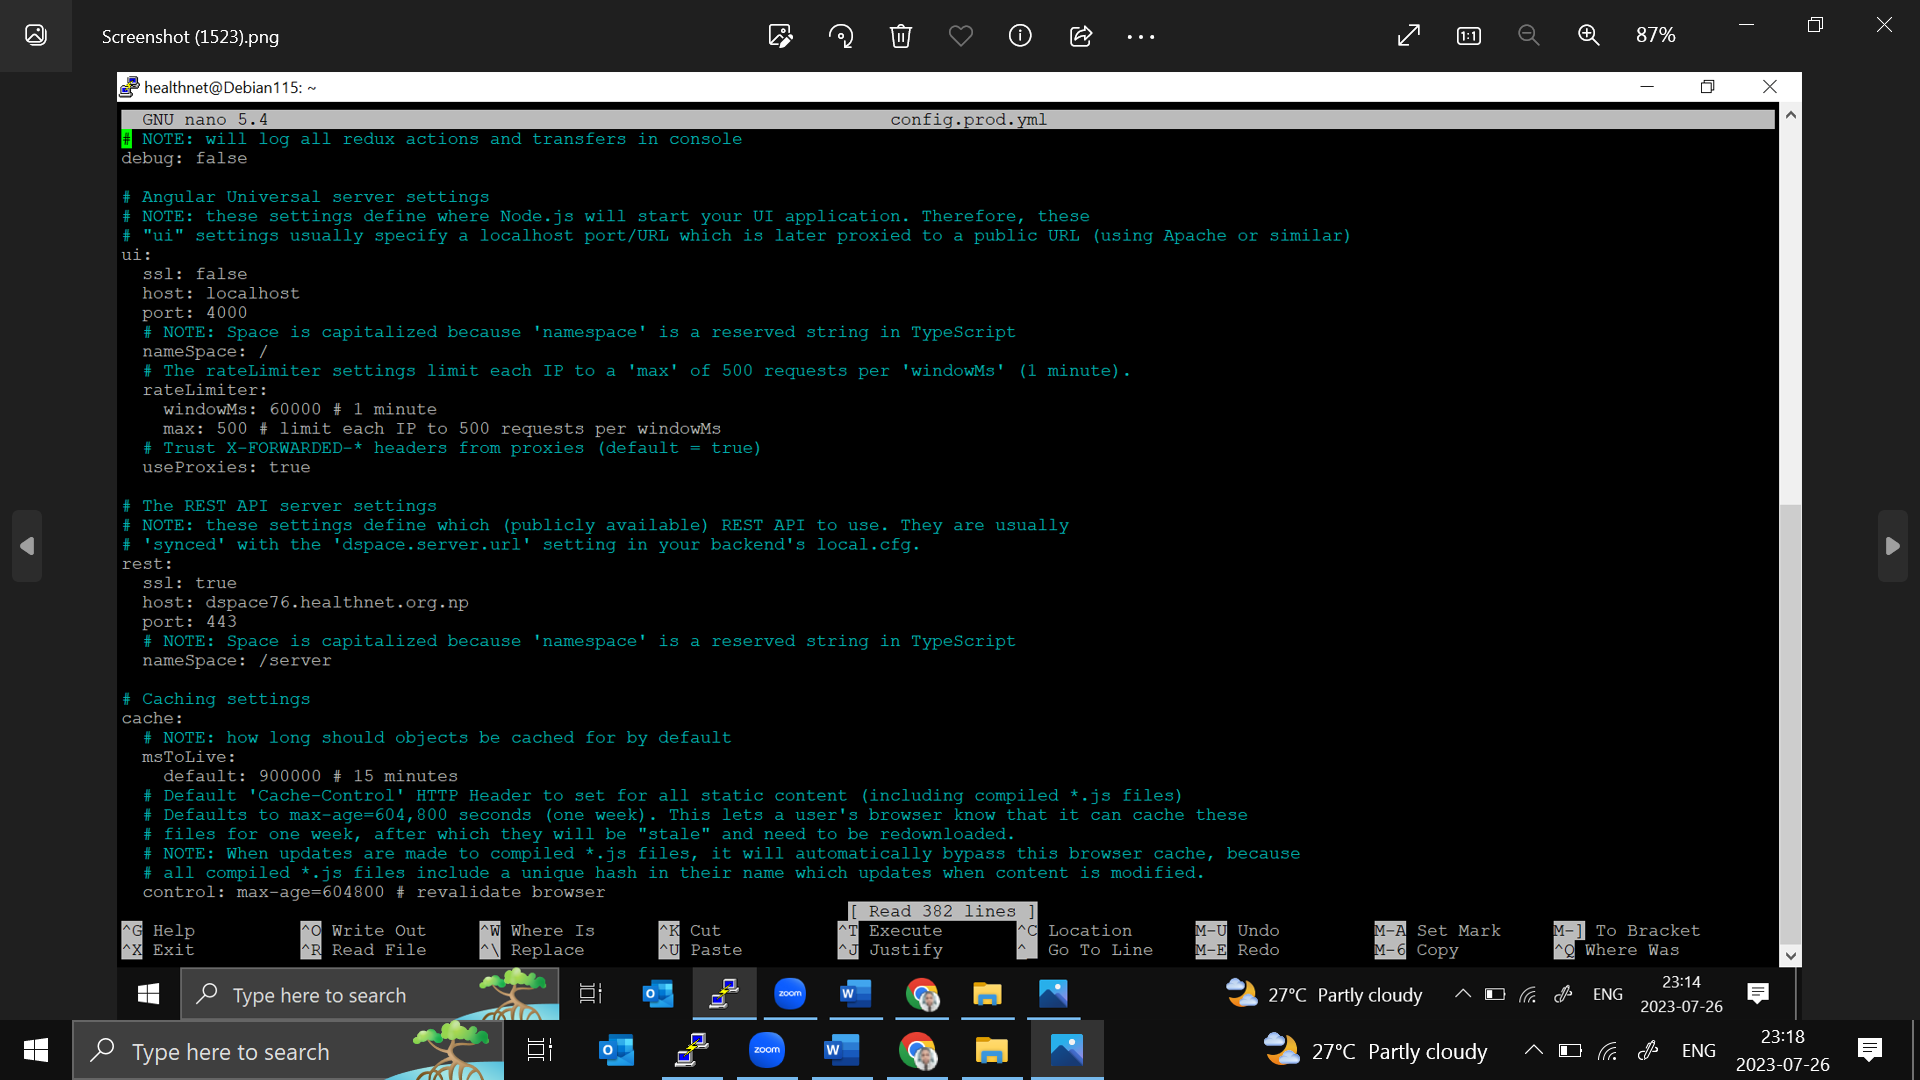 Screenshot (1523).png
87%
healthnet@Debian115: ~
GNU nano 5.4 config.prod.yml
# NOTE: will log all redux actions and transfers in console
debug: false
# Angular Universal server settings
# NOTE: these settings define where Node.js will start your UI application. Therefore, these
# "ui" settings usually specify a localhost port/URL which is later proxied to a public URL (using Apache or similar)
ui:
  ssl: false
  host: localhost
  port: 4000
  # NOTE: Space is capitalized because 'namespace' is a reserved string in TypeScript
  nameSpace: /
  # The rateLimiter settings limit each IP to a 'max' of 500 requests per 'windowMs' (1 minute).
  rateLimiter:
    windowMs: 60000 # 1 minute
    max: 500 # limit each IP to 500 requests per windowMs
  # Trust X-FORWARDED-* headers from proxies (default = true)
  useProxies: true
# The REST API server settings
# NOTE: these settings define which (publicly available) REST API to use. They are usually
# 'synced' with the 'dspace.server.url' setting in your backend's local.cfg.
rest:
  ssl: true
  host: dspace76.healthnet.org.np
  port: 443
  # NOTE: Space is capitalized because 'namespace' is a reserved string in TypeScript
  nameSpace: /server
# Caching settings
cache:
  # NOTE: how long should objects be cached for by default
  msToLive:
    default: 900000 # 15 minutes
  # Default 'Cache-Control' HTTP Header to set for all static content (including compiled *.js files)
  # Defaults to max-age=604,800 seconds (one week). This lets a user's browser know that it can cache these
  # files for one week, after which they will be "stale" and need to be redownloaded.
  # NOTE: When updates are made to compiled *.js files, it will automatically bypass this browser cache, because
  # all compiled *.js files include a unique hash in their name which updates when content is modified.
  control: max-age=604800 # revalidate browser
[ Read 382 lines ]
^G Help ^O Write Out ^W Where Is ^K Cut ^T Execute ^C Location M-U Undo M-A Set Mark M-] To Bracket
^X Exit ^R Read File ^\ Replace ^U Paste ^J Justify ^_ Go To Line M-E Redo M-6 Copy ^Q Where Was
Type here to search zoom 27°C Partly cloudy ENG 23:14
2023-07-26
Type here to search zoom 27°C Partly cloudy ENG 23:18
2023-07-26